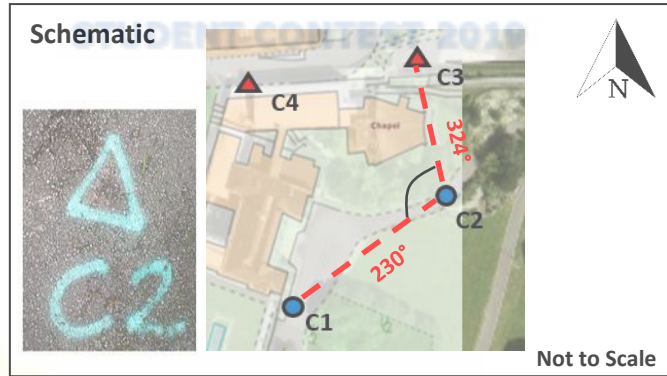 STUDENT CONTEST 2019
Schematic
C3
C4
Chapel
324°
C2
C2
230°
C1
N
Not to Scale